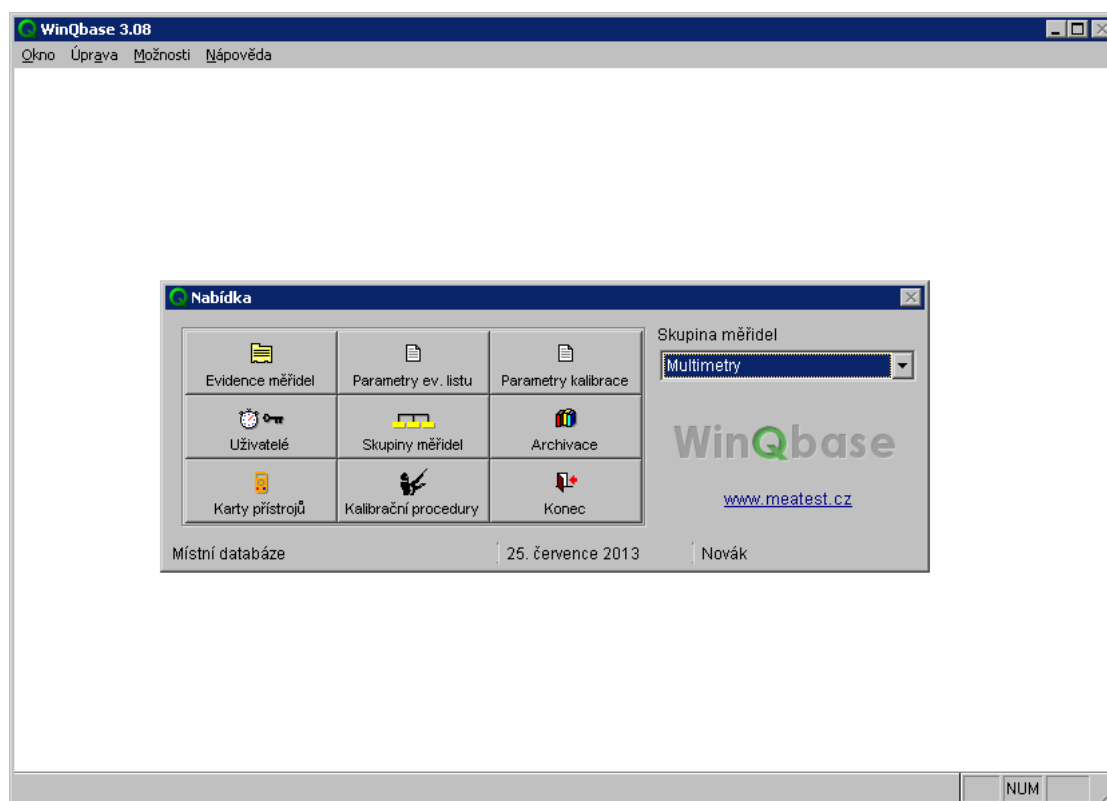 WinQbase 3.08
Okno Úprava Možnosti Nápověda
Nabídka
Skupina měřidel
Multimetry
Evidence měřidel Parametry ev. listu Parametry kalibrace
Uživatelé Skupiny měřidel Archivace
WinQbase
Karty přístrojů Kalibrační procedury Konec
www.meatest.cz
Místní databáze 25. července 2013 Novák
NUM